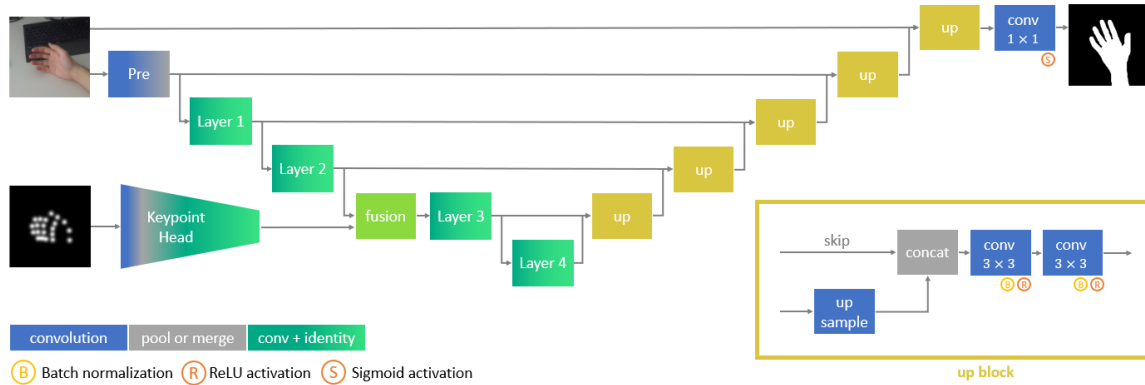 up
conv
1 × 1
S
Pre
up
Layer 1
up
Layer 2
up
Keypoint
Head
fusion
Layer 3
up
Layer 4
skip
concat
conv
3 × 3
conv
3 × 3
B R
B R
up
sample
up block
convolution
pool or merge
conv + identity
B Batch normalization R ReLU activation S Sigmoid activation